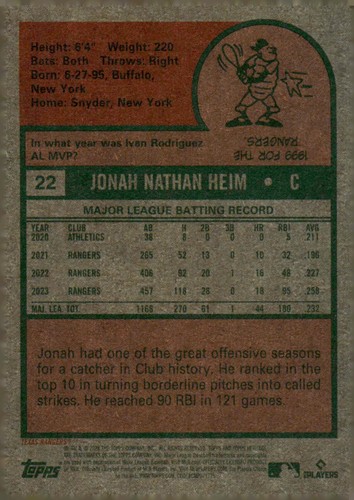 Height: 6'4" Weight: 220
Bats: Both Throws: Right
Born: 6-27-95, Buffalo,
New York
Home: Snyder, New York
In what year was Ivan Rodriguez
AL MVP?
1999 FOR THE
RANGERS.
22 JONAH NATHAN HEIM • C
MAJOR LEAGUE BATTING RECORD
YEAR CLUB AB H 2B 3B HR RBI AVG
2020 ATHLETICS 38 8 0 0 0 5 .211
2021 RANGERS 265 52 13 0 10 32 .196
2022 RANGERS 406 92 20 1 16 48 .227
2023 RANGERS 457 118 28 0 18 95 .258
MAJ. LEA. TOT. 1166 270 61 1 44 180 .232
Jonah had one of the great offensive seasons
for a catcher in Club history. He ranked in the
top 10 in turning borderline pitches into called
strikes. He reached 90 RBI in 121 games.
TEXAS RANGERS
topps
PLAYERS